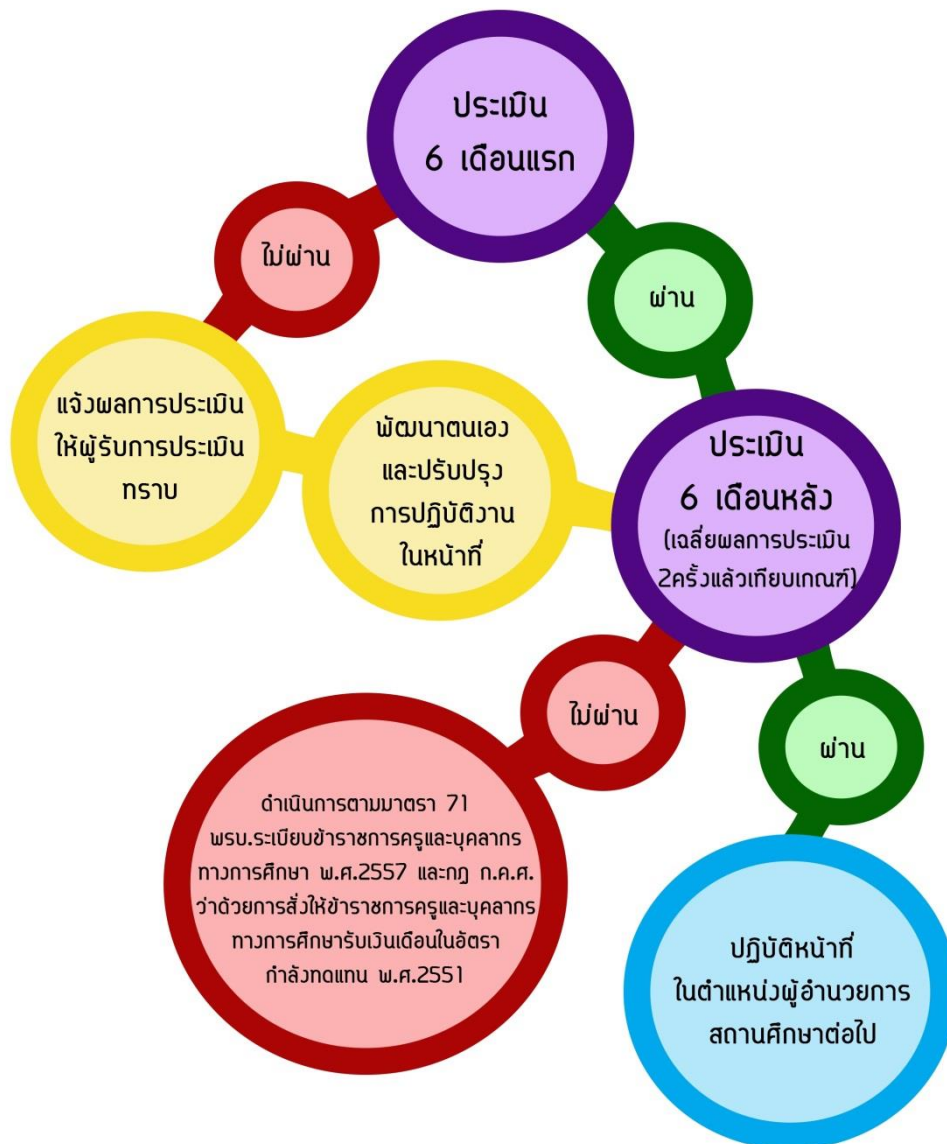 ประเมิน
6 เดือนแรก
ไม่ผ่าน
ผ่าน
แจ้งผลการประเมิน
ให้ผู้รับการประเมิน
ทราบ
พัฒนาตนเอง
และปรับปรุง
การปฏิบัติงาน
ในหน้าที่
ประเมิน
6 เดือนหลัง
(เฉลี่ยผลการประเมิน
2ครั้งแล้วเทียบเกณฑ์)
ไม่ผ่าน
ผ่าน
ดำเนินการตามมาตรา 71
พรบ.ระเบียบข้าราชการครูและบุคลากร
ทางการศึกษา พ.ศ.2557 และกฎ ก.ค.ศ.
ว่าด้วยการสั่งให้ข้าราชการครูและบุคลากร
ทางการศึกษารับเงินเดือนในอัตรา
กำลังทดแทน พ.ศ.2551
ปฏิบัติหน้าที่
ในตำแหน่งผู้อำนวยการ
สถานศึกษาต่อไป